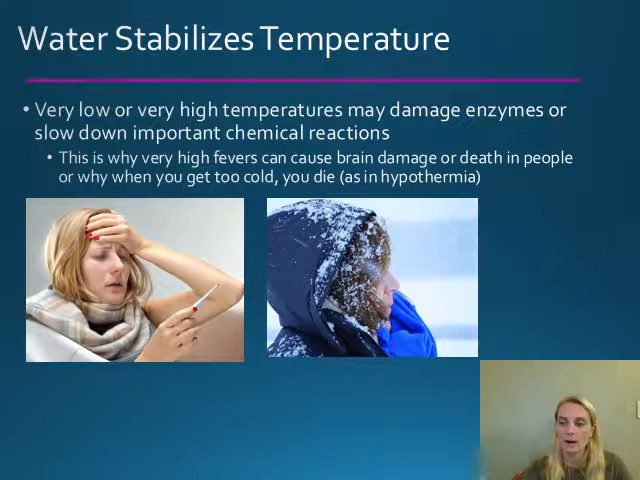 Water Stabilizes Temperature
• Very low or very high temperatures may damage enzymes or
slow down important chemical reactions
• This is why very high fevers can cause brain damage or death in people
or why when you get too cold, you die (as in hypothermia)